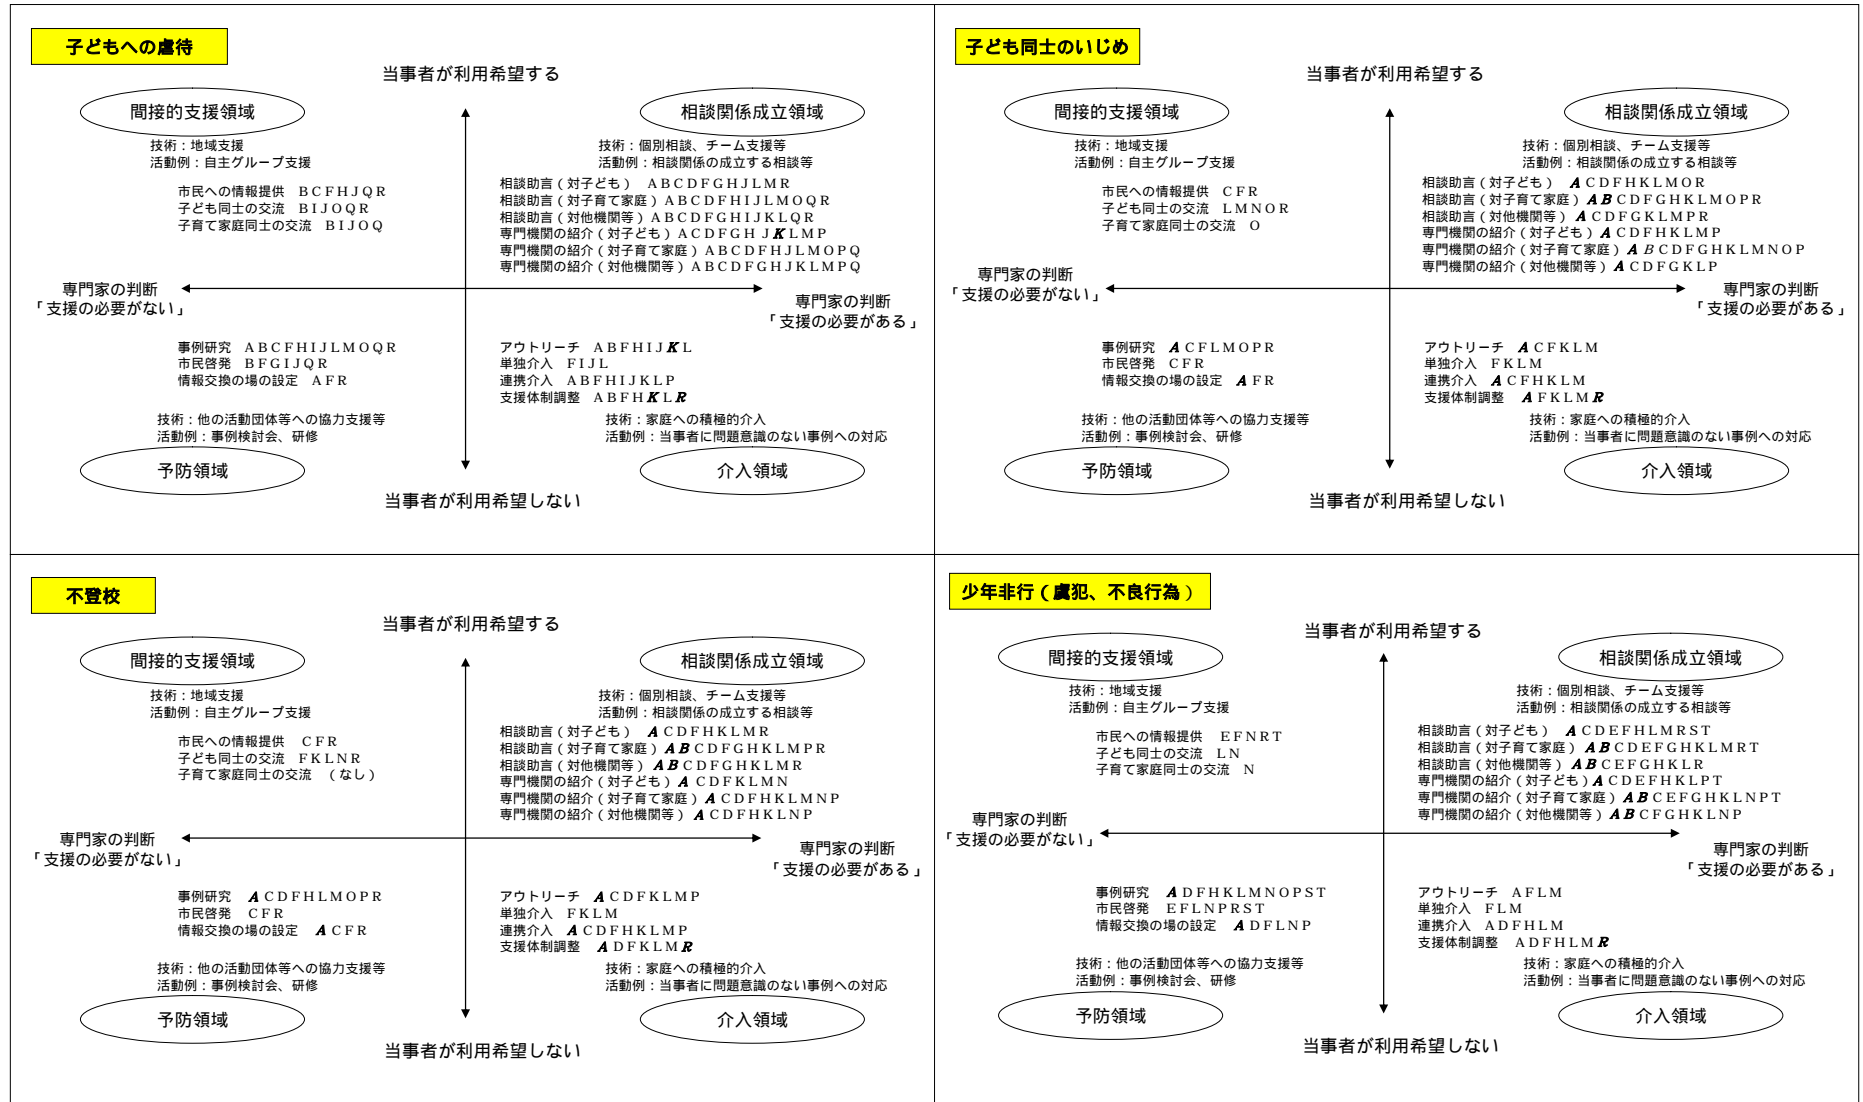 子どもへの虐待
当事者が利用希望する
間接的支援領域
相談関係成立領域
技術：地域支援
活動例：自主グループ支援
技術：個別相談、チーム支援等
活動例：相談関係の成立する相談等
市民への情報提供　ＢＣＦＨＪＱＲ
子ども同士の交流　ＢＩＪＯＱＲ
子育て家庭同士の交流　ＢＩＪＯＱ
相談助言（対子ども）　ＡＢＣＤＦＧＨＪＬＭＲ
相談助言（対子育て家庭）ＡＢＣＤＦＨＩＪＬＭＯＱＲ
相談助言（対他機関等）ＡＢＣＤＦＧＨＩＪＫＬＱＲ
専門機関の紹介（対子ども）ＡＣＤＦＧＨＪＫＬＭＰ
専門機関の紹介（対子育て家庭）ＡＢＣＤＦＨＪＬＭＯＰＱ
専門機関の紹介（対他機関等）ＡＢＣＤＦＧＨＪＫＬＭＰＱ
専門家の判断
「支援の必要がない」
専門家の判断
「支援の必要がある」
事例研究　ＡＢＣＦＨＩＪＬＭＯＱＲ
市民啓発　ＢＦＧＩＪＱＲ
情報交換の場の設定　ＡＦＲ
アウトリーチ　ＡＢＦＨＩＪＫＬ
単独介入　ＦＩＪＬ
連携介入　ＡＢＦＨＩＪＫＬＰ
支援体制調整　ＡＢＦＨＫＬＲ
技術：他の活動団体等への協力支援等
活動例：事例検討会、研修
技術：家庭への積極的介入
活動例：当事者に問題意識のない事例への対応
予防領域
介入領域
当事者が利用希望しない
子ども同士のいじめ
当事者が利用希望する
間接的支援領域
相談関係成立領域
技術：地域支援
活動例：自主グループ支援
技術：個別相談、チーム支援等
活動例：相談関係の成立する相談等
市民への情報提供　ＣＦＲ
子ども同士の交流　ＬＭＮＯＲ
子育て家庭同士の交流　Ｏ
相談助言（対子ども）　ＡＣＤＦＨＫＬＭＯＲ
相談助言（対子育て家庭）ＡＢＣＤＦＧＨＫＬＭＯＰＲ
相談助言（対他機関等）ＡＣＤＦＧＫＬＭＰＲ
専門機関の紹介（対子ども）ＡＣＤＦＨＫＬＭＰ
専門機関の紹介（対子育て家庭）ＡＢＣＤＦＧＨＫＬＭＮＯＰ
専門機関の紹介（対他機関等）ＡＣＤＦＧＫＬＰ
専門家の判断
「支援の必要がない」
専門家の判断
「支援の必要がある」
事例研究　ＡＣＦＬＭＯＰＲ
市民啓発　ＣＦＲ
情報交換の場の設定　ＡＦＲ
アウトリーチ　ＡＣＦＫＬＭ
単独介入　ＦＫＬＭ
連携介入　ＡＣＦＨＫＬＭ
支援体制調整　ＡＦＫＬＭＲ
技術：他の活動団体等への協力支援等
活動例：事例検討会、研修
技術：家庭への積極的介入
活動例：当事者に問題意識のない事例への対応
予防領域
介入領域
当事者が利用希望しない
不登校
当事者が利用希望する
間接的支援領域
相談関係成立領域
技術：地域支援
活動例：自主グループ支援
技術：個別相談、チーム支援等
活動例：相談関係の成立する相談等
市民への情報提供　ＣＦＲ
子ども同士の交流　ＦＫＬＮＲ
子育て家庭同士の交流　（なし）
相談助言（対子ども）　ＡＣＤＦＨＫＬＭＲ
相談助言（対子育て家庭）ＡＢＣＤＦＧＨＫＬＭＰＲ
相談助言（対他機関等）ＡＢＣＤＦＧＨＫＬＭＲ
専門機関の紹介（対子ども）ＡＣＤＦＫＬＭＮ
専門機関の紹介（対子育て家庭）ＡＣＤＦＨＫＬＭＮＰ
専門機関の紹介（対他機関等）ＡＣＤＦＨＫＬＮＰ
専門家の判断
「支援の必要がない」
専門家の判断
「支援の必要がある」
事例研究　ＡＣＤＦＨＬＭＯＰＲ
市民啓発　ＣＦＲ
情報交換の場の設定　ＡＣＦＲ
アウトリーチ　ＡＣＤＦＫＬＭＰ
単独介入　ＦＫＬＭ
連携介入　ＡＣＤＦＨＫＬＭＰ
支援体制調整　ＡＤＦＫＬＭＲ
技術：他の活動団体等への協力支援等
活動例：事例検討会、研修
技術：家庭への積極的介入
活動例：当事者に問題意識のない事例への対応
予防領域
介入領域
当事者が利用希望しない
少年非行（虞犯、不良行為）
当事者が利用希望する
間接的支援領域
相談関係成立領域
技術：地域支援
活動例：自主グループ支援
技術：個別相談、チーム支援等
活動例：相談関係の成立する相談等
市民への情報提供　ＥＦＮＲＴ
子ども同士の交流　ＬＮ
子育て家庭同士の交流　Ｎ
相談助言（対子ども）　ＡＣＤＥＦＨＬＭＲＳＴ
相談助言（対子育て家庭）ＡＢＣＤＥＦＧＨＫＬＭＲＴ
相談助言（対他機関等）ＡＢＣＥＦＧＨＫＬＲ
専門機関の紹介（対子ども）ＡＣＤＥＦＨＫＬＰＴ
専門機関の紹介（対子育て家庭）ＡＢＣＥＦＧＨＫＬＮＰＴ
専門機関の紹介（対他機関等）ＡＢＣＦＧＨＫＬＮＰ
専門家の判断
「支援の必要がない」
専門家の判断
「支援の必要がある」
事例研究　ＡＤＦＨＫＬＭＮＯＰＳＴ
市民啓発　ＥＦＬＮＰＲＳＴ
情報交換の場の設定　ＡＤＦＬＮＰ
アウトリーチ　ＡＦＬＭ
単独介入　ＦＬＭ
連携介入　ＡＤＦＨＬＭ
支援体制調整　ＡＤＦＨＬＭＲ
技術：他の活動団体等への協力支援等
活動例：事例検討会、研修
技術：家庭への積極的介入
活動例：当事者に問題意識のない事例への対応
予防領域
介入領域
当事者が利用希望しない